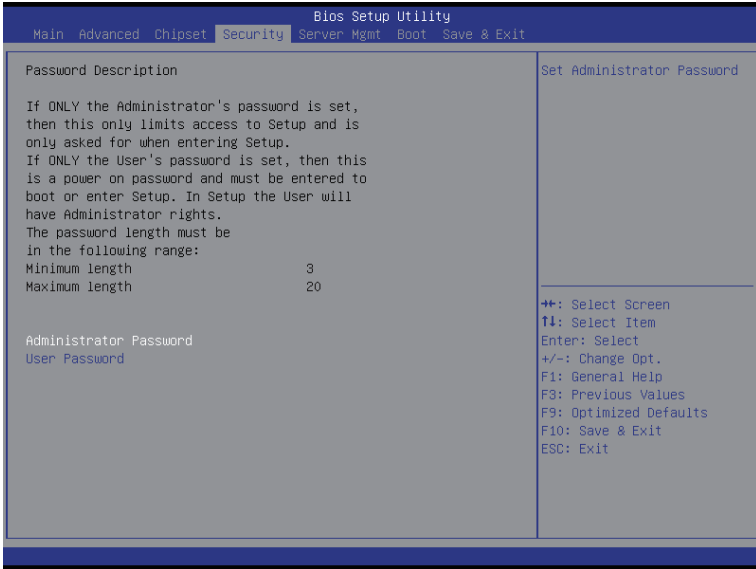 Bios Setup Utility
Main Advanced Chipset Security Server Mgmt Boot Save & Exit
Password Description
If ONLY the Administrator's password is set,
then this only limits access to Setup and is
only asked for when entering Setup.
If ONLY the User's password is set, then this
is a power on password and must be entered to
boot or enter Setup. In Setup the User will
have Administrator rights.
The password length must be
in the following range:
Minimum length 3
Maximum length 20
Administrator Password
User Password
Set Administrator Password
→←: Select Screen
↑↓: Select Item
Enter: Select
+/-: Change Opt.
F1: General Help
F3: Previous Values
F9: Optimized Defaults
F10: Save & Exit
ESC: Exit